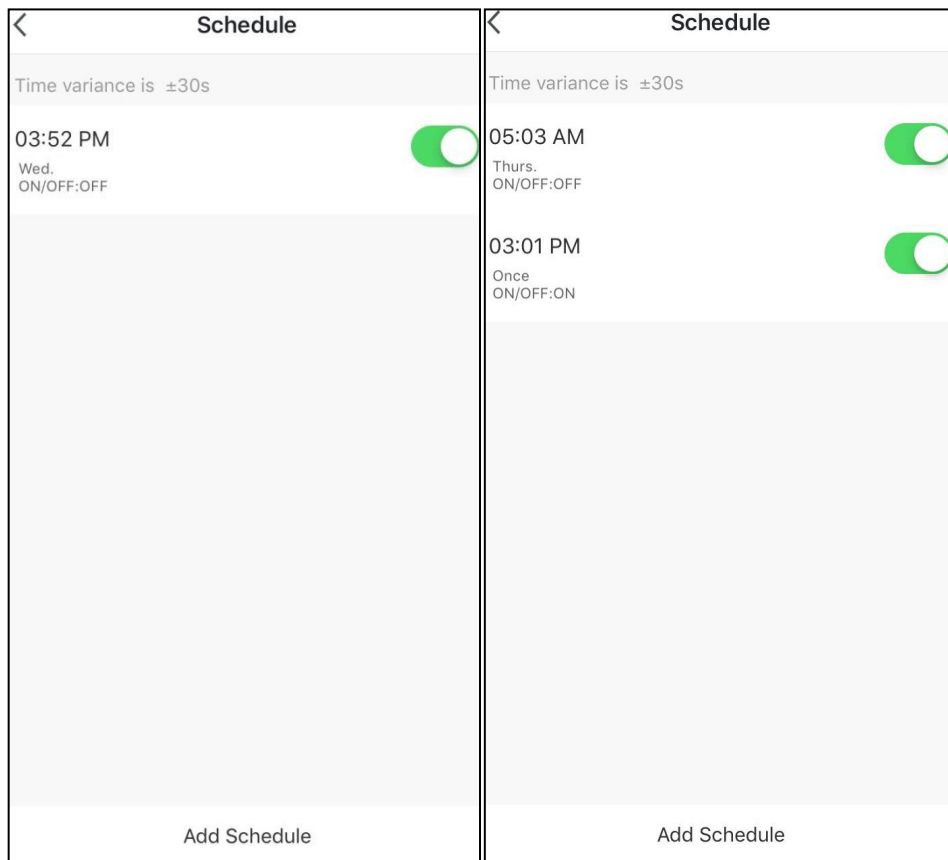 Schedule
Time variance is ±30s
03:52 PM
Wed.
ON/OFF:OFF
Add Schedule
Schedule
Time variance is ±30s
05:03 AM
Thurs.
ON/OFF:OFF
03:01 PM
Once
ON/OFF:ON
Add Schedule